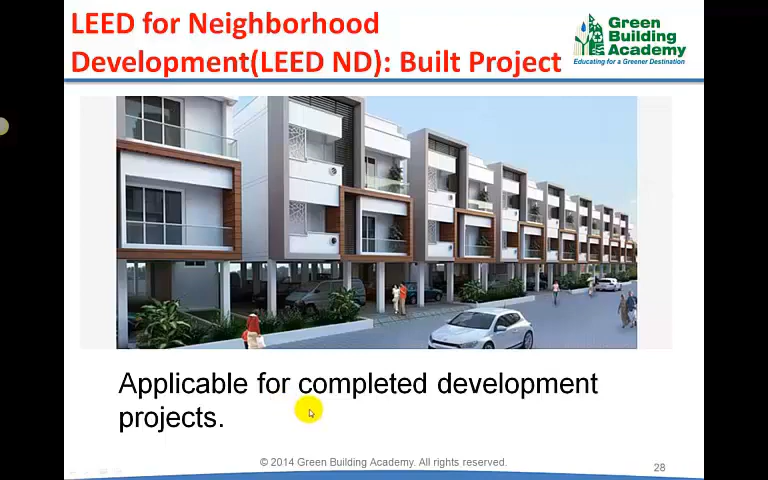 LEED for Neighborhood
Development(LEED ND): Built Project
Green
Building
Academy
Educating for a Greener Destination
Applicable for completed development
projects.
© 2014 Green Building Academy. All rights reserved.
28